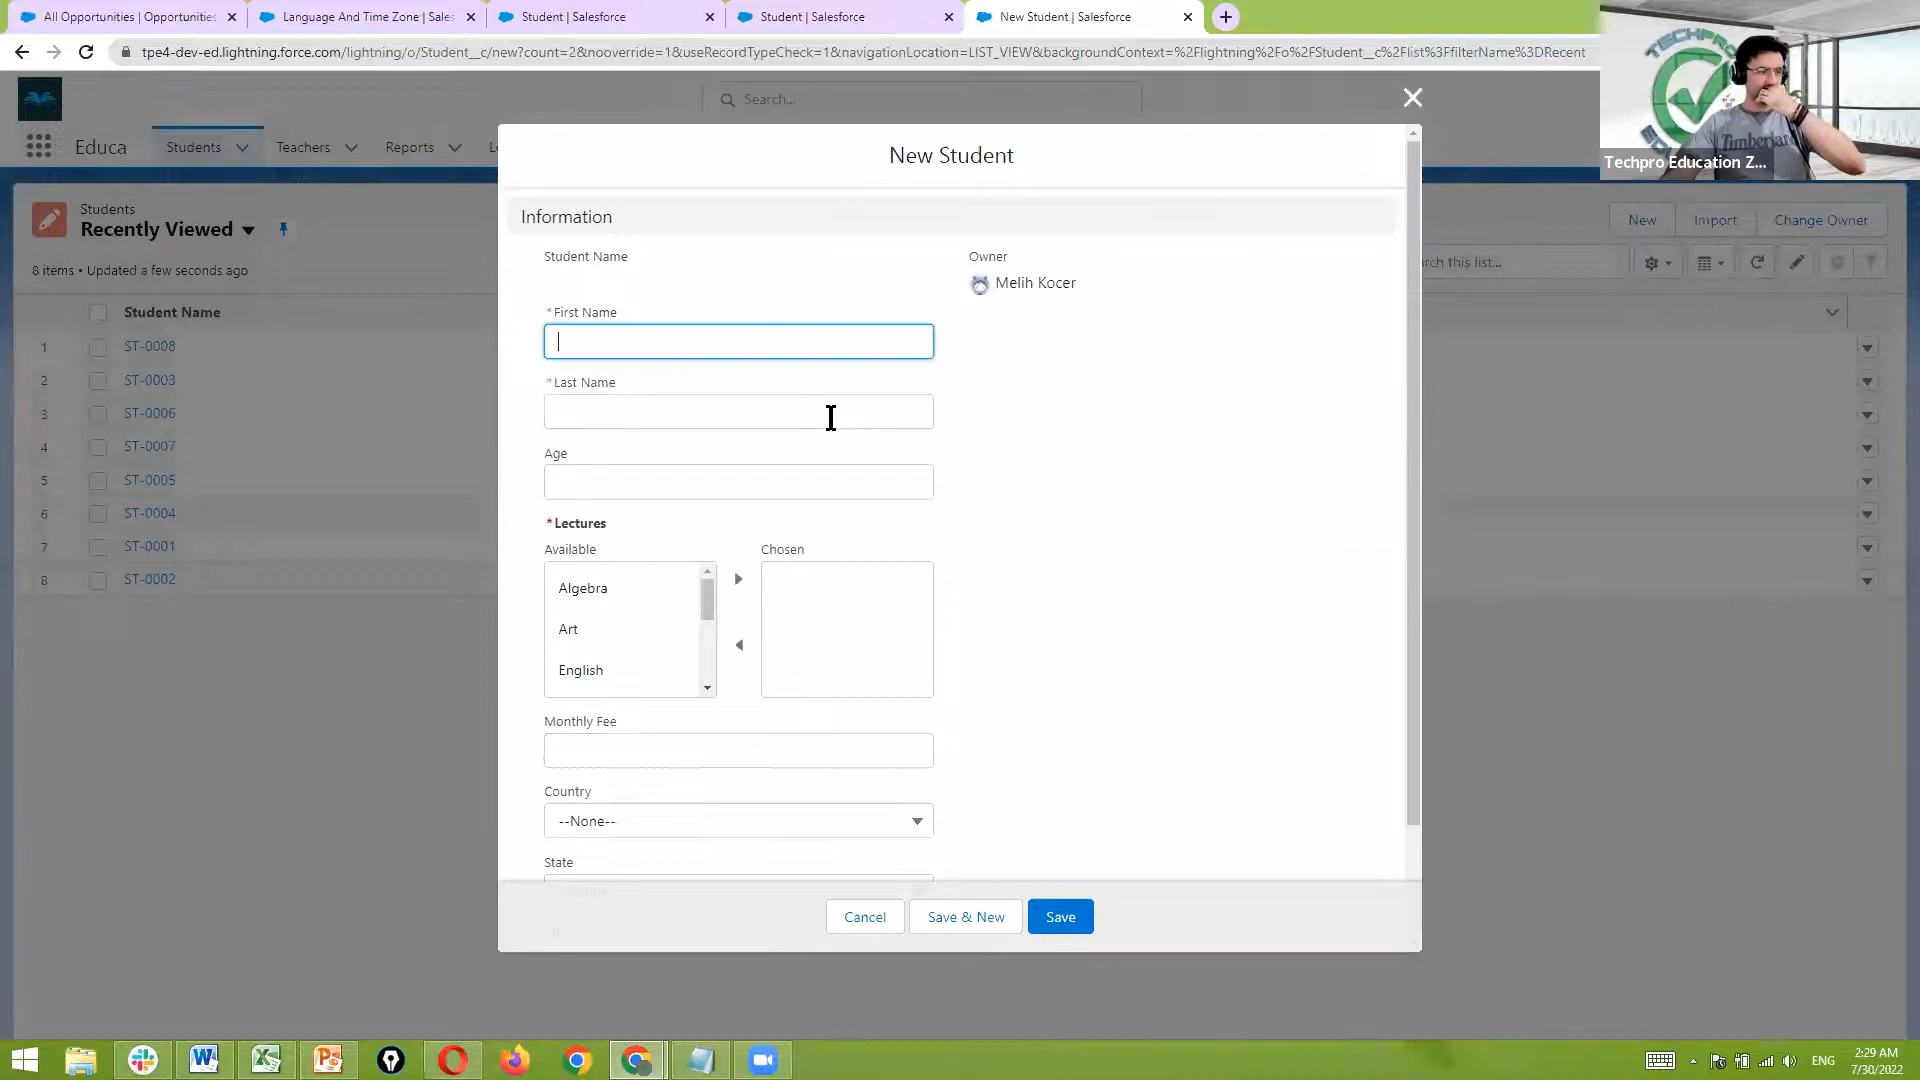 All Opportunities | Opportunities
Language And Time Zone | Sales
Student | Salesforce
Student | Salesforce
New Student | Salesforce
tpe4-dev-ed.lightning.force.com/lightning/o/Student__c/new?count=2&nooverride=1&useRecordTypeCheck=1&navigationLocation=LIST_VIEW&backgroundContext=%2Flightning%2Fo%2FStudent__c%2Flist%3FfilterName%3DRecent
Search...
Educa
Students
Teachers
Reports
Techpro Education Z...
Timberland
Students
Recently Viewed
8 items • Updated a few seconds ago
New
Import
Change Owner
this list...
Student Name
1 ST-0008
2 ST-0003
3 ST-0006
4 ST-0007
5 ST-0005
6 ST-0004
7 ST-0001
8 ST-0002
New Student
Information
Student Name
Owner
Melih Kocer
*First Name
*Last Name
Age
*Lectures
Available
Chosen
Algebra
Art
English
Monthly Fee
Country
--None--
State
Cancel
Save & New
Save
ENG
2:29 AM
7/30/2022